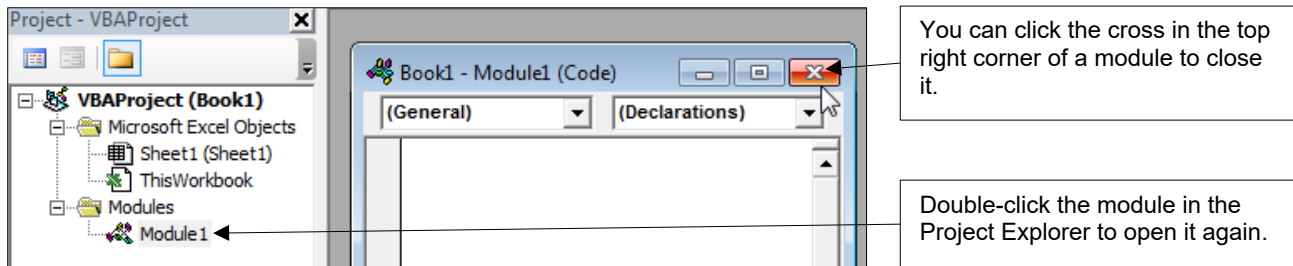 Project - VBAProject
VBAProject (Book1)
Microsoft Excel Objects
Sheet1 (Sheet1)
ThisWorkbook
Modules
Module1
Book1 - Module1 (Code)
(General)
(Declarations)
You can click the cross in the top
right corner of a module to close
it.
Double-click the module in the
Project Explorer to open it again.